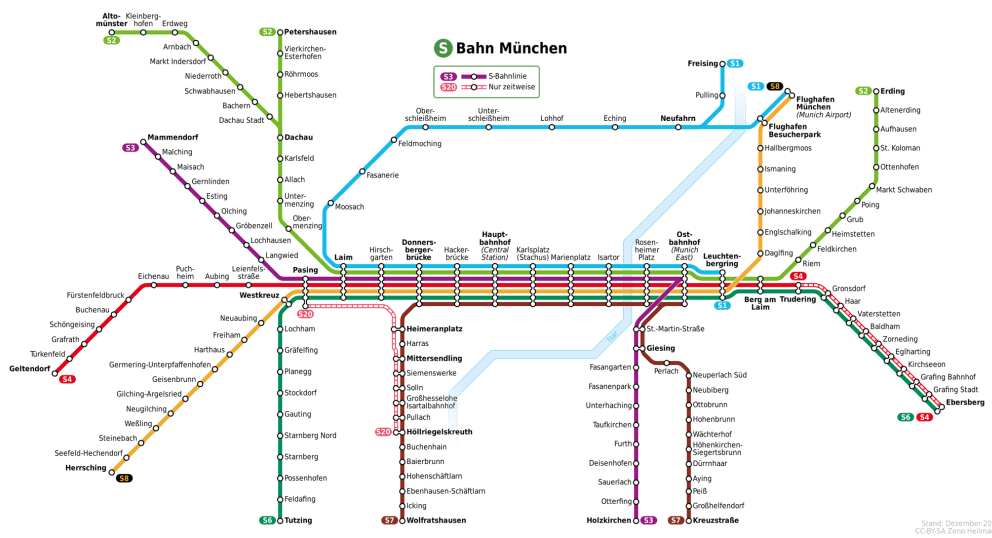 S Bahn München
S3 S-Bahnlinie
S20 Nur zeitweise
Alto-
münster
S2
Kleinberg-
hofen
Erdweg
Arnbach
Markt Indersdorf
Niederroth
Schwabhausen
Bachern
Dachau Stadt
S2 Petershausen
Vierkirchen-
Esterhofen
Röhrmoos
Hebertshausen
Dachau
Karlsfeld
Allach
Unter-
menzing
Ober-
menzing
Mammendorf
S3
Malching
Maisach
Gernlinden
Esting
Olching
Gröbenzell
Lochhausen
Langwied
Freising S1
Pulling
S1 S8
Flughafen
München
(Munich Airport)
Flughafen
Besucherpark
Ober-
schleißheim
Unter-
schleißheim
Lohhof
Eching
Neufahrn
Feldmoching
Fasanerie
Moosach
Hallbergmoos
Ismaning
Unterföhring
Johanneskirchen
Englschalking
Daglfing
S2 Erding
Altenerding
Aufhausen
St. Koloman
Ottenhofen
Markt Schwaben
Poing
Grub
Heimstetten
Feldkirchen
Riem
Pasing
Laim
Hirsch-
garten
Donners-
berger-
brücke
Hacker-
brücke
Haupt-
bahnhof
(Central
Station)
Karlsplatz
(Stachus)
Marienplatz
Isartor
Rosen-
heimer
Platz
Ost-
bahnhof
(Munich
East)
Leuchten-
bergring
S1
Berg am
Laim
Trudering
S4
Gronsdorf
Haar
Vaterstetten
Baldham
Zorneding
Eglharting
Kirchseeon
Grafing Bahnhof
Grafing Stadt
Ebersberg
S6 S4
Eichenau
Puch-
heim
Aubing
Leienfels-
straße
Fürstenfeldbruck
Buchenau
Schöngeising
Grafrath
Türkenfeld
Geltendorf
S4
Westkreuz
Neuaubing
Freiham
Harthaus
Germering-Unterpfaffenhofen
Geisenbrunn
Gilching-Argelsried
Neugilching
Weßling
Steinebach
Seefeld-Hechendorf
Herrsching
S8
Lochham
Gräfelfing
Planegg
Stockdorf
Gauting
Starnberg Nord
Starnberg
Possenhofen
Feldafing
S6 Tutzing
S20
Heimeranplatz
Harras
Mittersendling
Siemenswerke
Solln
Großhesselohe
Isartalbahnhof
Pullach
S20 Höllriegelskreuth
Buchenhain
Baierbrunn
Hohenschäftlarn
Ebenhausen-Schäftlarn
Icking
S7 Wolfratshausen
Isar
St.-Martin-Straße
Giesing
Perlach
Fasangarten
Fasanenpark
Unterhaching
Taufkirchen
Furth
Deisenhofen
Sauerlach
Otterfing
Holzkirchen S3
Neuperlach Süd
Neubiberg
Ottobrunn
Hohenbrunn
Wächterhof
Höhenkirchen-
Siegertsbrunn
Dürrnhaar
Aying
Peiß
Großhelfendorf
S7 Kreuzstraße
Stand: Dezember 20
CC-BY-SA Zeno Heilmai